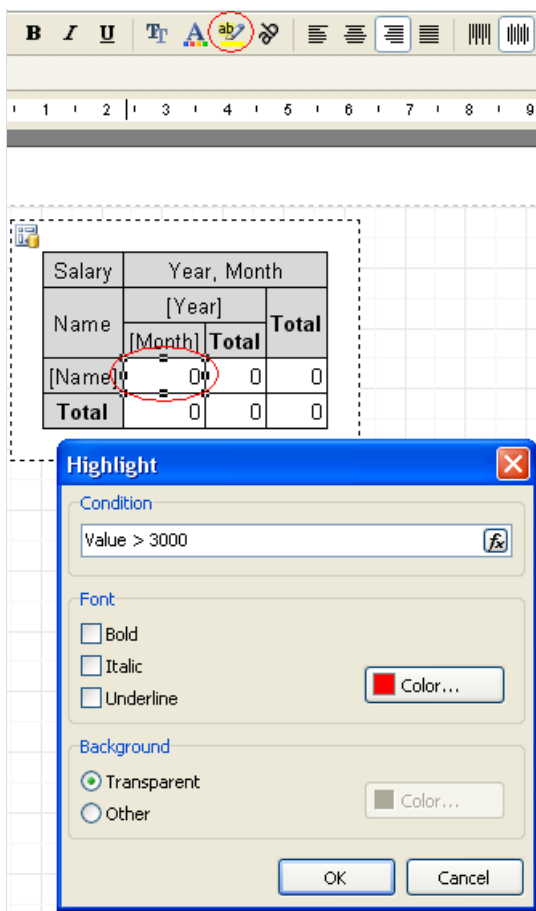 B I U Tт A ab
1 2 3 4 5 6 7 8 9
Salary Year, Month
Name [Year] Total
[Month] Total
[Name] 0 0 0
Total 0 0 0
Highlight
Condition
Value > 3000 fx
Font
Bold
Italic
Color...
Underline
Background
Transparent
Color...
Other
OK Cancel